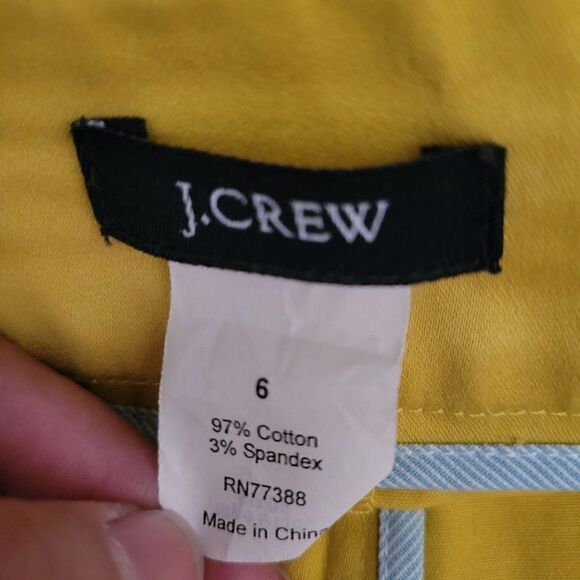 J.CREW
6
97% Cotton
3% Spandex
RN77388
Made in China